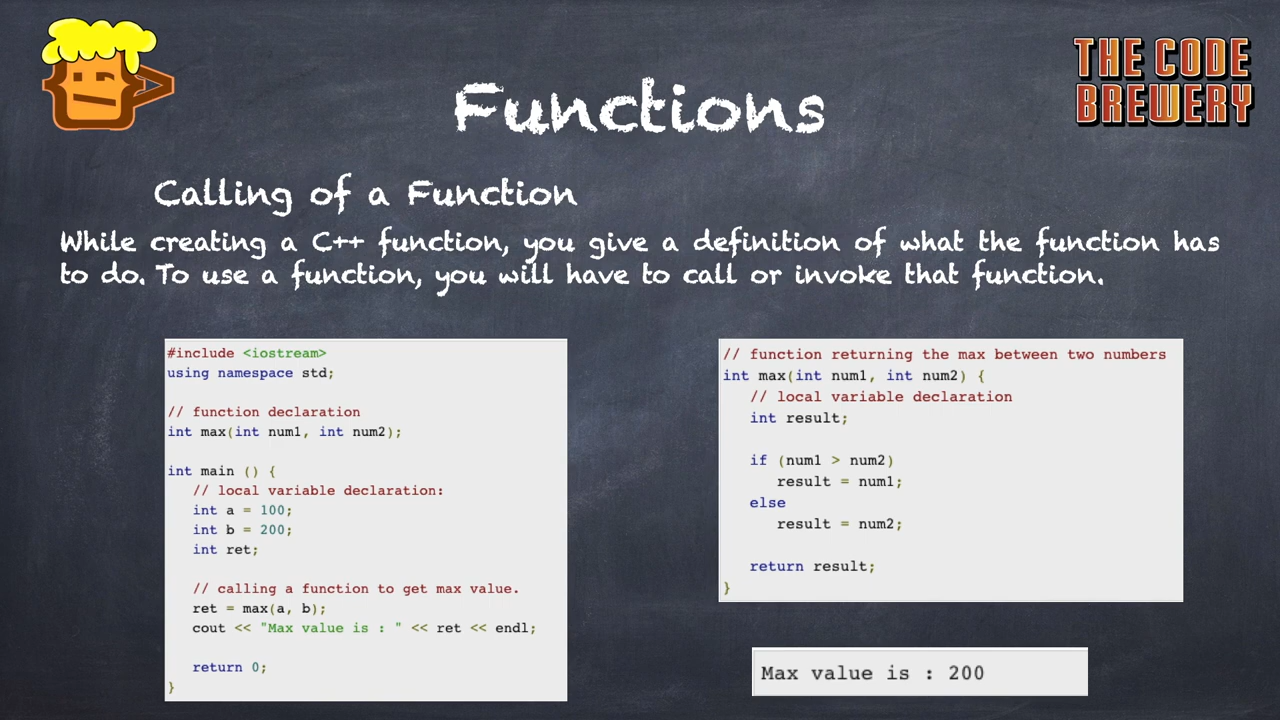 THE CODE
BREWERY
Functions
Calling of a Function
While creating a C++ function, you give a definition of what the function has
to do. To use a function, you will have to call or invoke that function.
#include <iostream>
using namespace std;

// function declaration
int max(int num1, int num2);

int main () {
   // local variable declaration:
   int a = 100;
   int b = 200;
   int ret;

   // calling a function to get max value.
   ret = max(a, b);
   cout << "Max value is : " << ret << endl;

   return 0;
}
// function returning the max between two numbers
int max(int num1, int num2) {
   // local variable declaration
   int result;

   if (num1 > num2)
      result = num1;
   else
      result = num2;

   return result;
}
Max value is : 200